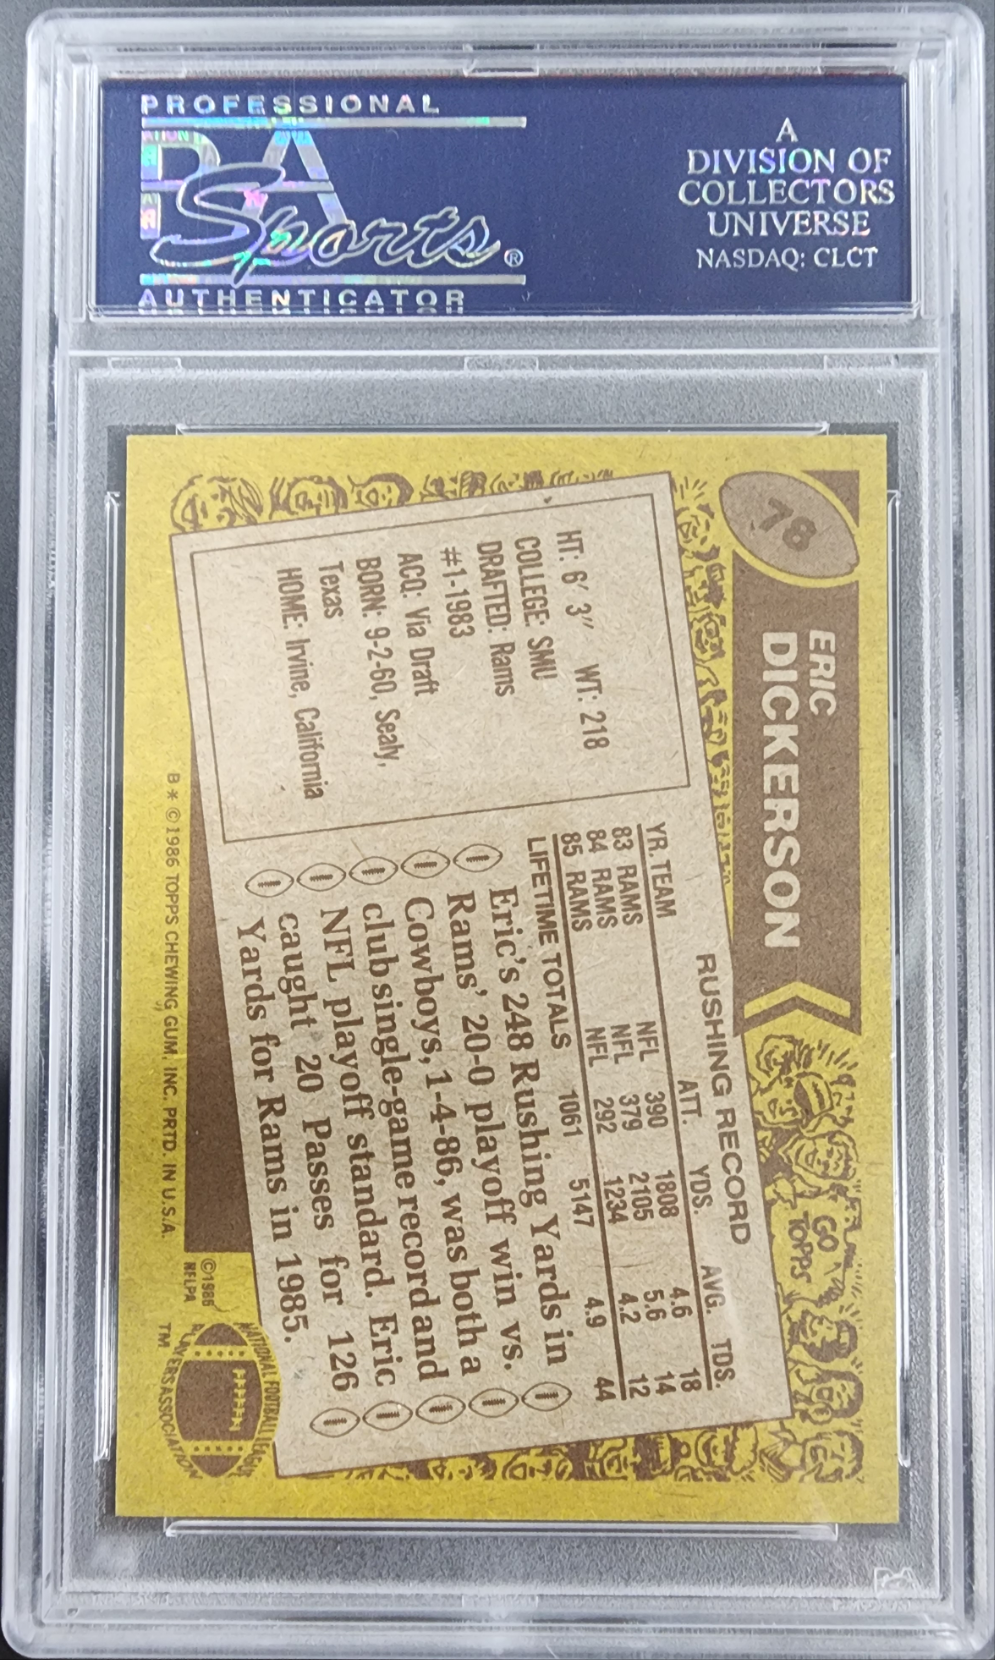 PROFESSIONAL
PSA
Sports®
AUTHENTICATOR
A
DIVISION OF
COLLECTORS
UNIVERSE
NASDAQ: CLCT
78
ERIC
DICKERSON
HT: 6' 3" WT: 218
COLLEGE: SMU
DRAFTED: Rams
#1-1983
ACQ: Via Draft
BORN: 9-2-60, Sealy,
Texas
HOME: Irvine, California
RUSHING RECORD
YR. TEAM ATT. YDS. AVG. TDS.
83 RAMS NFL 390 1808 4.6 18
84 RAMS NFL 379 2105 5.6 14
85 RAMS NFL 292 1234 4.2 12
LIFETIME TOTALS 1061 5147 4.9 44
Eric's 248 Rushing Yards in
Rams' 20-0 playoff win vs.
Cowboys, 1-4-86, was both a
club single-game record and
NFL playoff standard. Eric
caught 20 Passes for 126
Yards for Rams in 1985.
GO
TOPPS
B * ©1986 TOPPS CHEWING GUM, INC. PRTD. IN U.S.A.
©1986
NFLPA
NATIONAL FOOTBALL LEAGUE
PLAYERS ASSOCIATION
TM
PSA